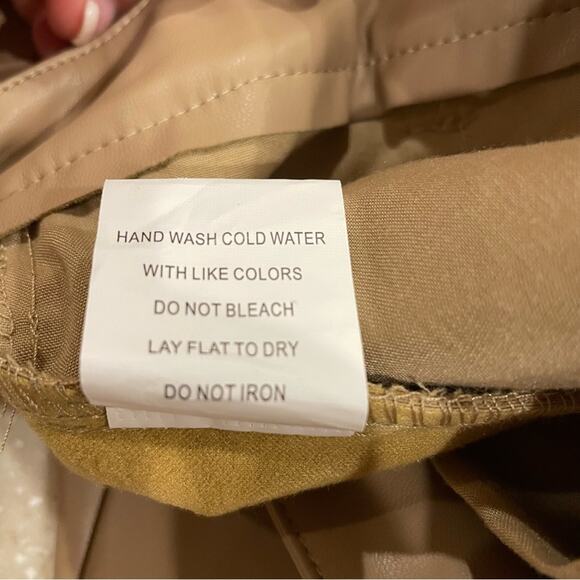 HAND WASH COLD WATER
WITH LIKE COLORS
DO NOT BLEACH
LAY FLAT TO DRY
DO NOT IRON